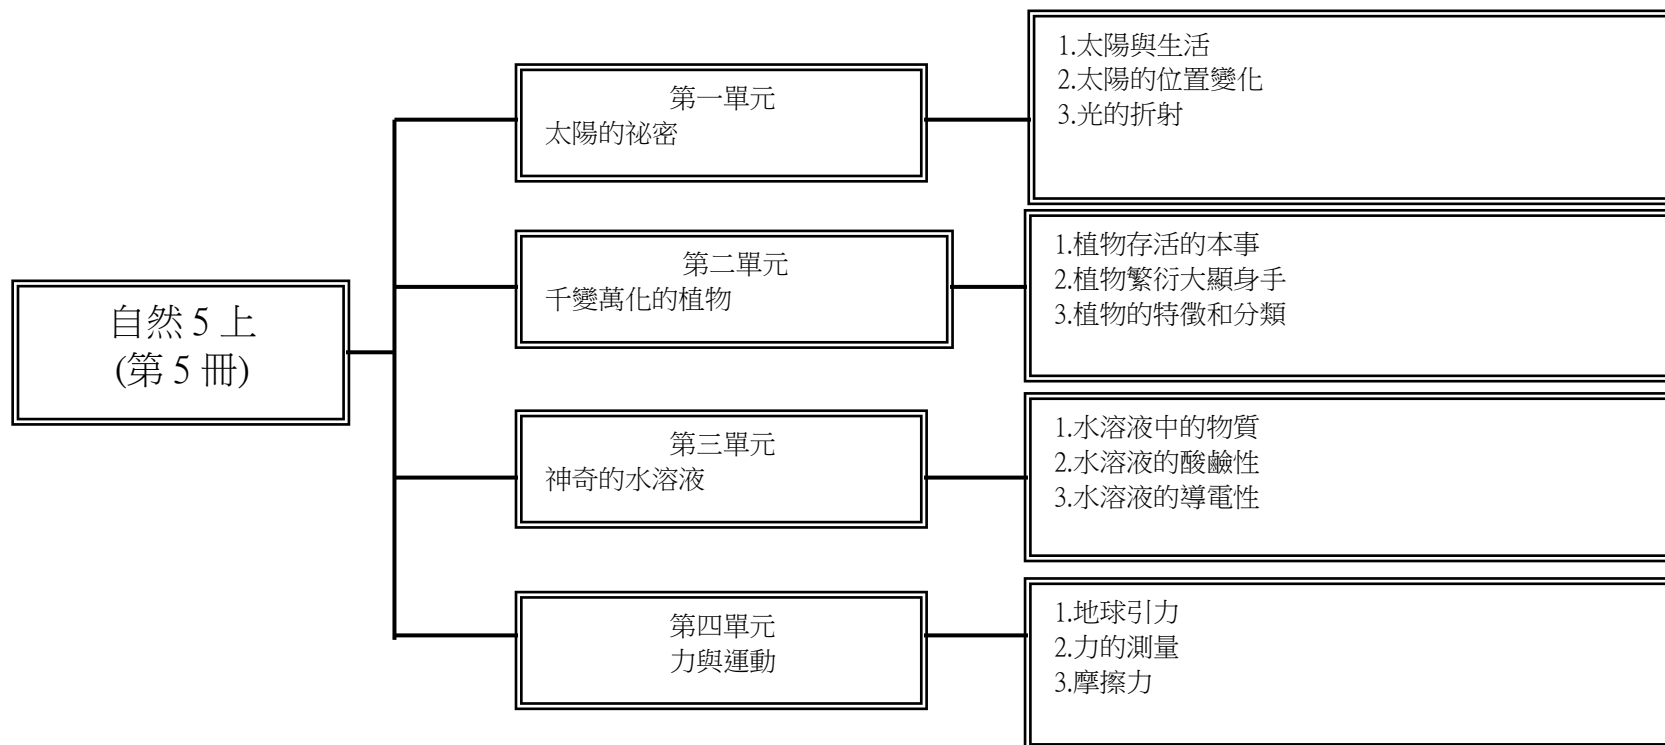 自然 5 上
(第 5 冊)
第一單元
太陽的祕密
1.太陽與生活
2.太陽的位置變化
3.光的折射
第二單元
千變萬化的植物
1.植物存活的本事
2.植物繁衍大顯身手
3.植物的特徵和分類
第三單元
神奇的水溶液
1.水溶液中的物質
2.水溶液的酸鹼性
3.水溶液的導電性
第四單元
力與運動
1.地球引力
2.力的測量
3.摩擦力